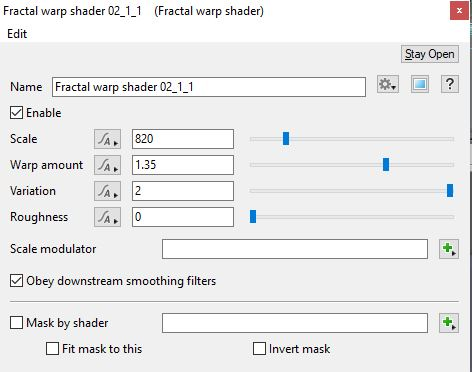 Fractal warp shader 02_1_1 (Fractal warp shader) x
Edit
Stay Open
Name Fractal warp shader 02_1_1 ?
Enable
Scale A 820
Warp amount A 1.35
Variation A 2
Roughness A 0
Scale modulator
Obey downstream smoothing filters
Mask by shader
Fit mask to this Invert mask